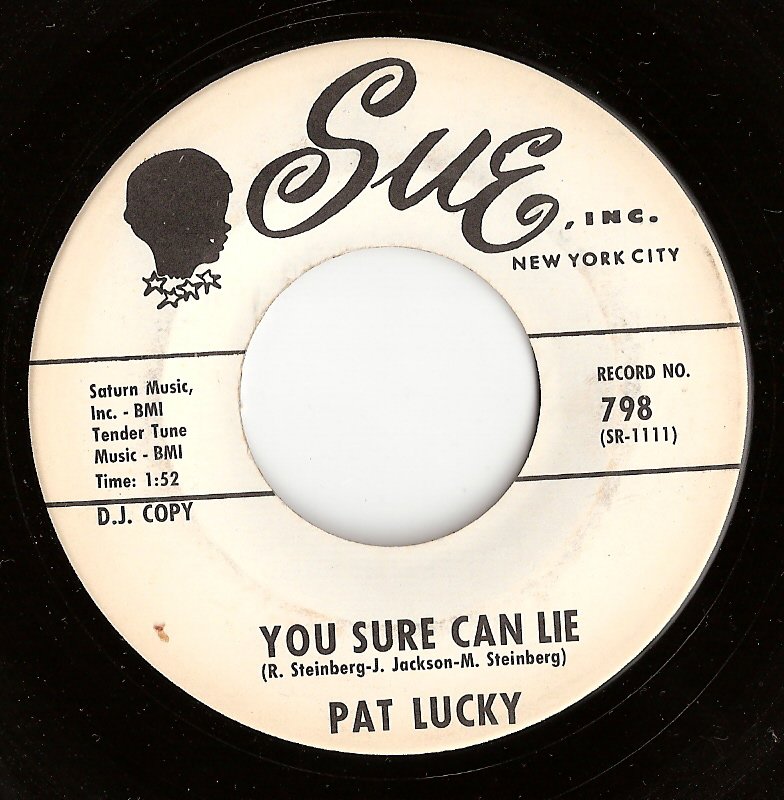 Sue, INC.
NEW YORK CITY
Saturn Music,
Inc. - BMI
Tender Tune
Music - BMI
Time: 1:52
D.J. COPY
RECORD NO.
798
(SR-1111)
YOU SURE CAN LIE
(R. Steinberg-J. Jackson-M. Steinberg)
PAT LUCKY